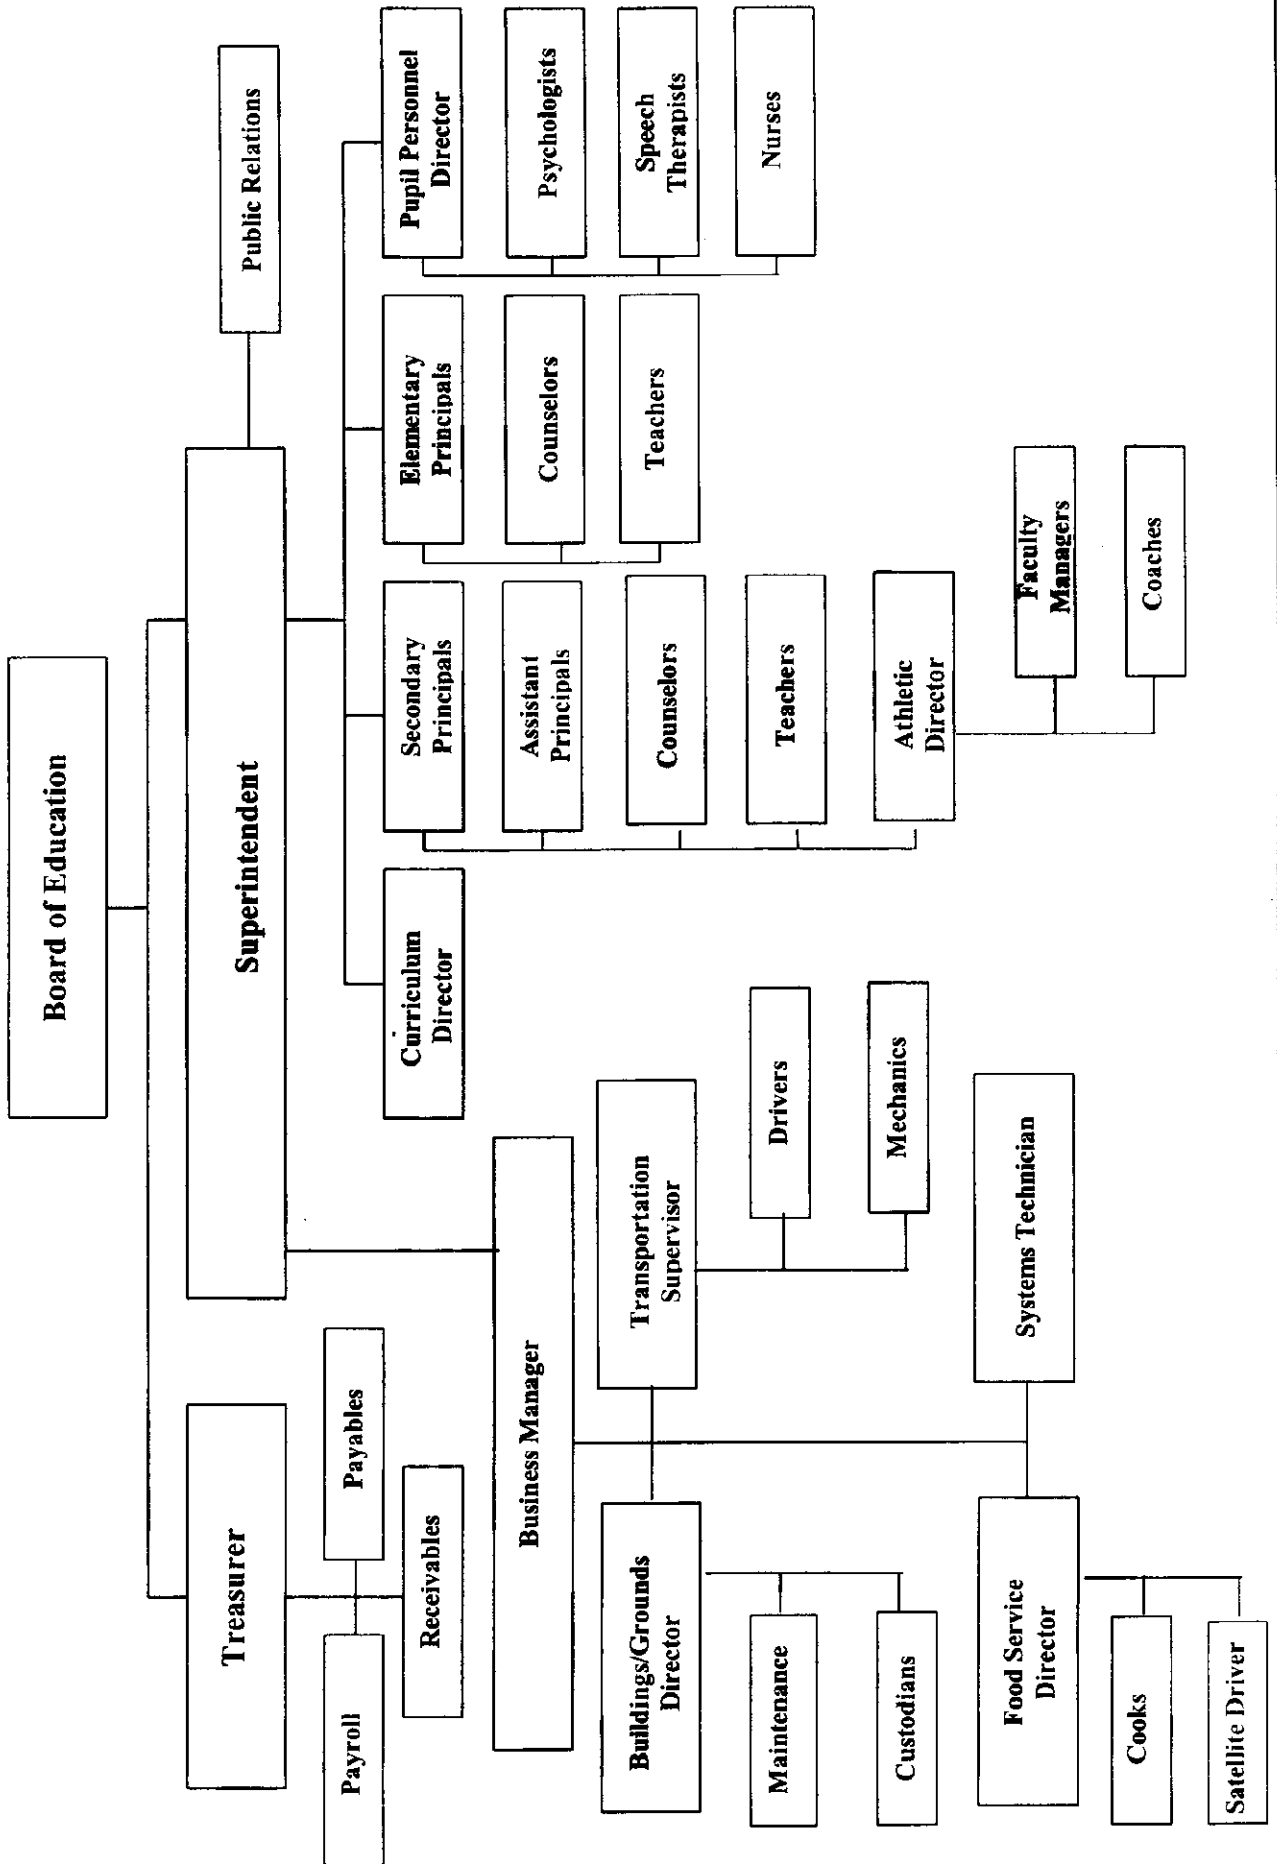 Board of Education
Treasurer
Superintendent
Public Relations
Payroll
Payables
Receivables
Business Manager
Curriculum
Director
Secondary
Principals
Elementary
Principals
Pupil Personnel
Director
Assistant
Principals
Counselors
Teachers
Athletic
Director
Faculty
Managers
Coaches
Counselors
Teachers
Psychologists
Speech
Therapists
Nurses
Buildings/Grounds
Director
Maintenance
Custodians
Transportation
Supervisor
Drivers
Mechanics
Food Service
Director
Cooks
Satellite Driver
Systems Technician